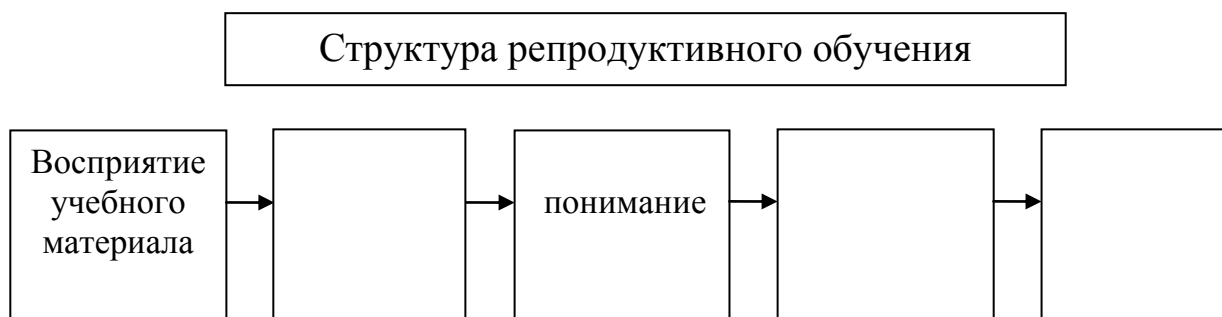 Структура репродуктивного обучения
Восприятие
учебного
материала
понимание